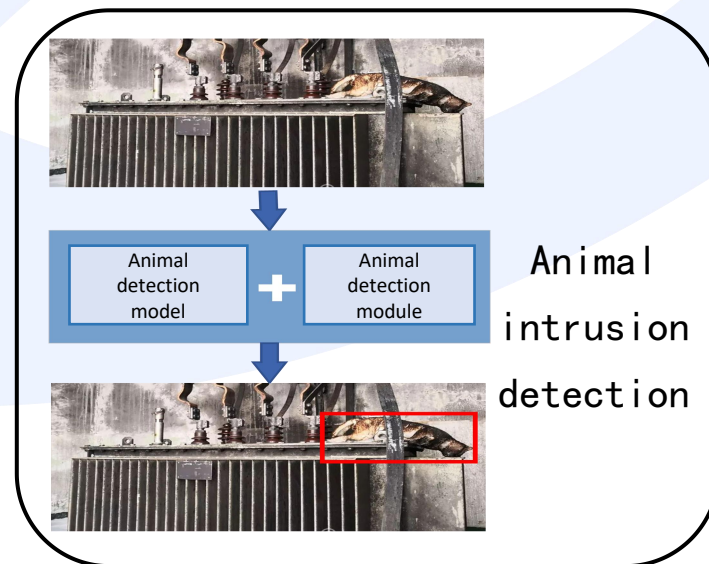 Animal
detection
model
Animal
detection
module
Animal
intrusion
detection